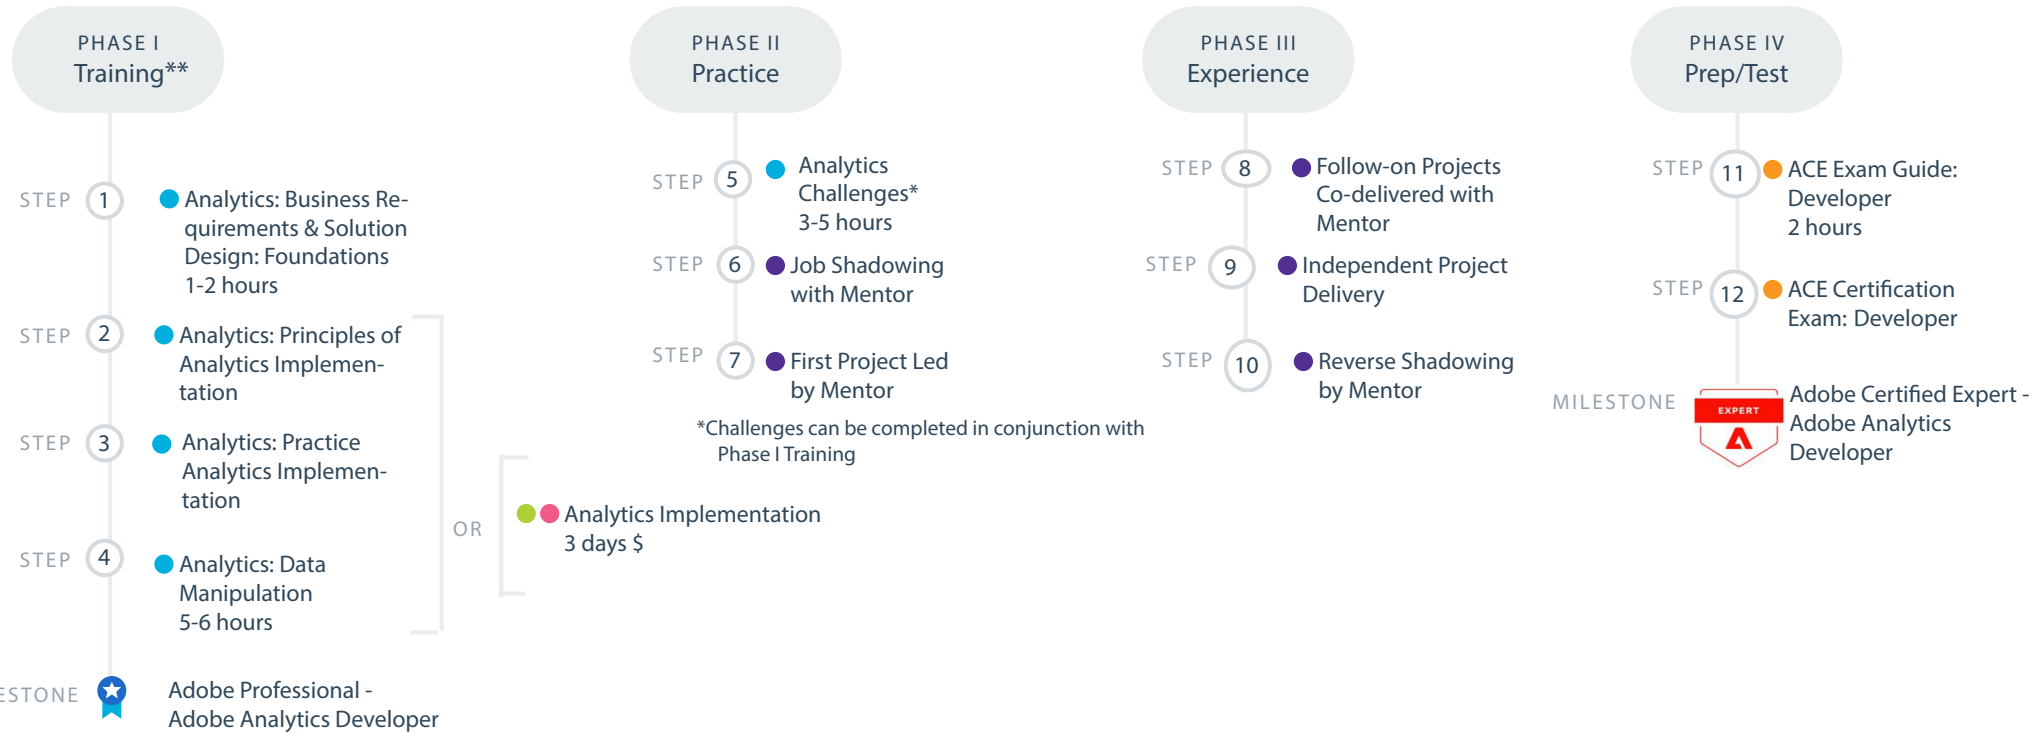 PHASE I
Training**
STEP 1
Analytics: Business Re-
quirements & Solution
Design: Foundations
1-2 hours
STEP 2
Analytics: Principles of
Analytics Implemen-
tation
STEP 3
Analytics: Practice
Analytics Implemen-
tation
STEP 4
Analytics: Data
Manipulation
5-6 hours
OR
Analytics Implementation
3 days $
ESTONE
Adobe Professional -
Adobe Analytics Developer
PHASE II
Practice
STEP 5
Analytics
Challenges*
3-5 hours
STEP 6
Job Shadowing
with Mentor
STEP 7
First Project Led
by Mentor
*Challenges can be completed in conjunction with
Phase I Training
PHASE III
Experience
STEP 8
Follow-on Projects
Co-delivered with
Mentor
STEP 9
Independent Project
Delivery
STEP 10
Reverse Shadowing
by Mentor
PHASE IV
Prep/Test
STEP 11
ACE Exam Guide:
Developer
2 hours
STEP 12
ACE Certification
Exam: Developer
MILESTONE
EXPERT
Adobe Certified Expert -
Adobe Analytics
Developer